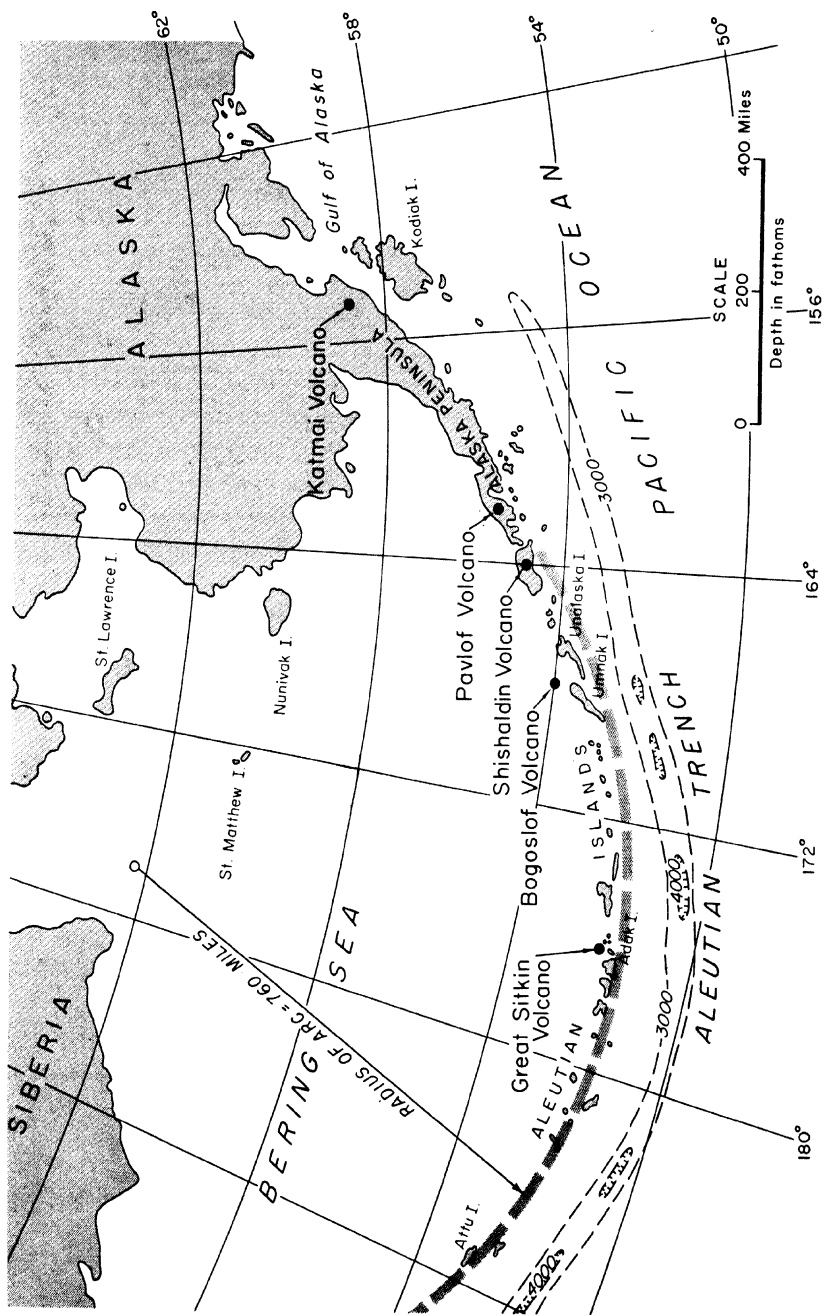 62°
58°
54°
50°
ALASKA
Gulf of Alaska
Kodiak I.
Katmai Volcano
ALASKA PENINSULA
OCEAN
PACIFIC
SCALE
0 200 400 Miles
Depth in fathoms
156°
St. Lawrence I.
Nunivak I.
Pavlof Volcano
Shishaldin Volcano
Bogoslof Volcano
Unalaska I
Umnak I
3000
164°
St. Matthew I.
ISLANDS
TRENCH
172°
SIBERIA
RADIUS OF ARC = 760 MILES
BERING SEA
Great Sitkin
Volcano
Adak I.
4000
ALEUTIAN
3000
ALEUTIAN
Attu I.
4000
180°